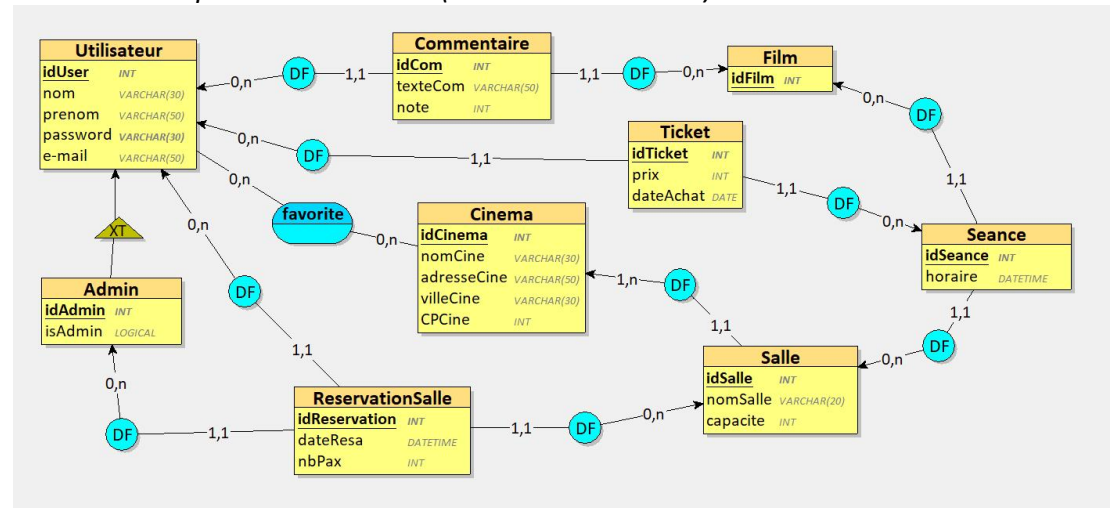 Utilisateur
idUser INT
nom VARCHAR(30)
prenom VARCHAR(50)
password VARCHAR(30)
e-mail VARCHAR(50)
0,n
DF
1,1
Commentaire
idCom INT
texteCom VARCHAR(50)
note INT
1,1
DF
0,n
Film
idFilm INT
0,n
DF
1,1
0,n
DF
1,1
Ticket
idTicket INT
prix INT
dateAchat DATE
1,1
DF
0,n
Seance
idSeance INT
horaire DATETIME
0,n
favorite
0,n
Cinema
idCinema INT
nomCine VARCHAR(30)
adresseCine VARCHAR(50)
villeCine VARCHAR(30)
CPCine INT
1,n
DF
1,1
1,1
DF
0,n
Salle
idSalle INT
nomSalle VARCHAR(20)
capacite INT
XT
Admin
idAdmin INT
isAdmin LOGICAL
0,n
DF
1,1
0,n
DF
1,1
ReservationSalle
idReservation INT
dateResa DATETIME
nbPax INT
1,1
DF
0,n